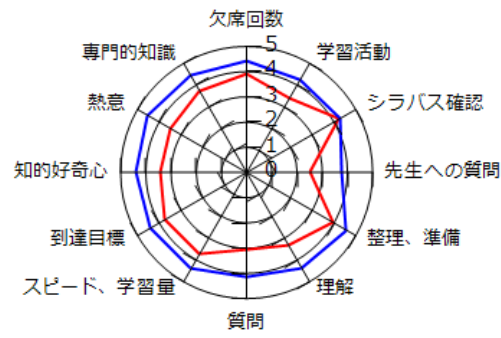 欠席回数
学習活動
シラバス確認
先生への質問
整理、準備
理解
質問
スピード、学習量
到達目標
知的好奇心
熱意
専門的知識
5
4
3
2
1
0